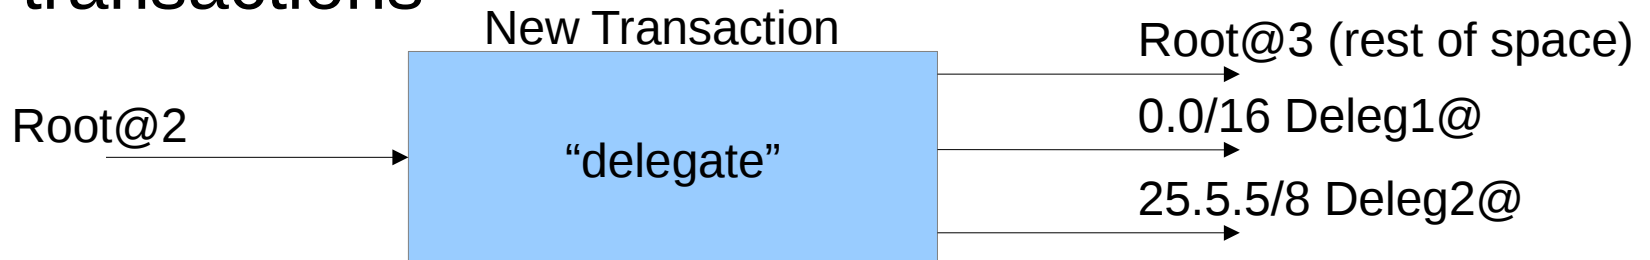 transactions
New Transaction
Root@3 (rest of space)
Root@2
0.0/16 Deleg1@
“delegate”
25.5.5/8 Deleg2@